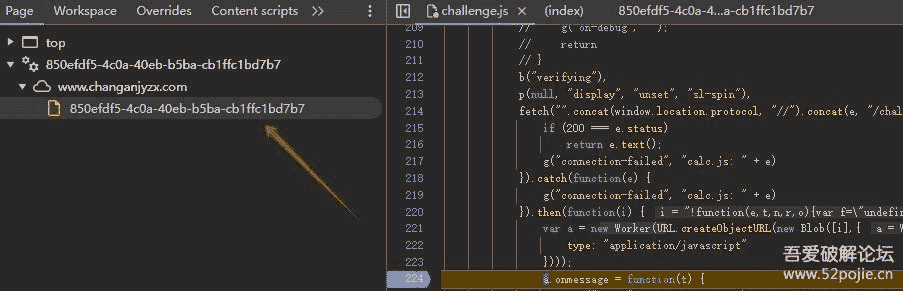 Page Workspace Overrides Content scripts
challenge.js × (index) 850efdf5-4c0a-4…a-cb1ffc1bd7b7
top
850efdf5-4c0a-40eb-b5ba-cb1ffc1bd7b7
www.changanjyzx.com
850efdf5-4c0a-40eb-b5ba-cb1ffc1bd7b7
209 // g("on-debug", "");
210 // return
211 // }
212 b("verifying"),
213 p(null, "display", "unset", "sl-spin"),
214 fetch("".concat(window.location.protocol, "//").concat(e, "/chal
215 if (200 === e.status)
216 return e.text();
217 g("connection-failed", "calc.js: " + e)
218 }).catch(function(e) {
219 g("connection-failed", "calc.js: " + e)
220 }).then(function(i) { i = "!function(e,t,n,r,o){var f=\"undefin
221 var a = new Worker(URL.createObjectURL(new Blob([i],{ a = W
222 type: "application/javascript"
223 })));
224 a.onmessage = function(t) {
吾爱破解论坛
www.52pojie.cn